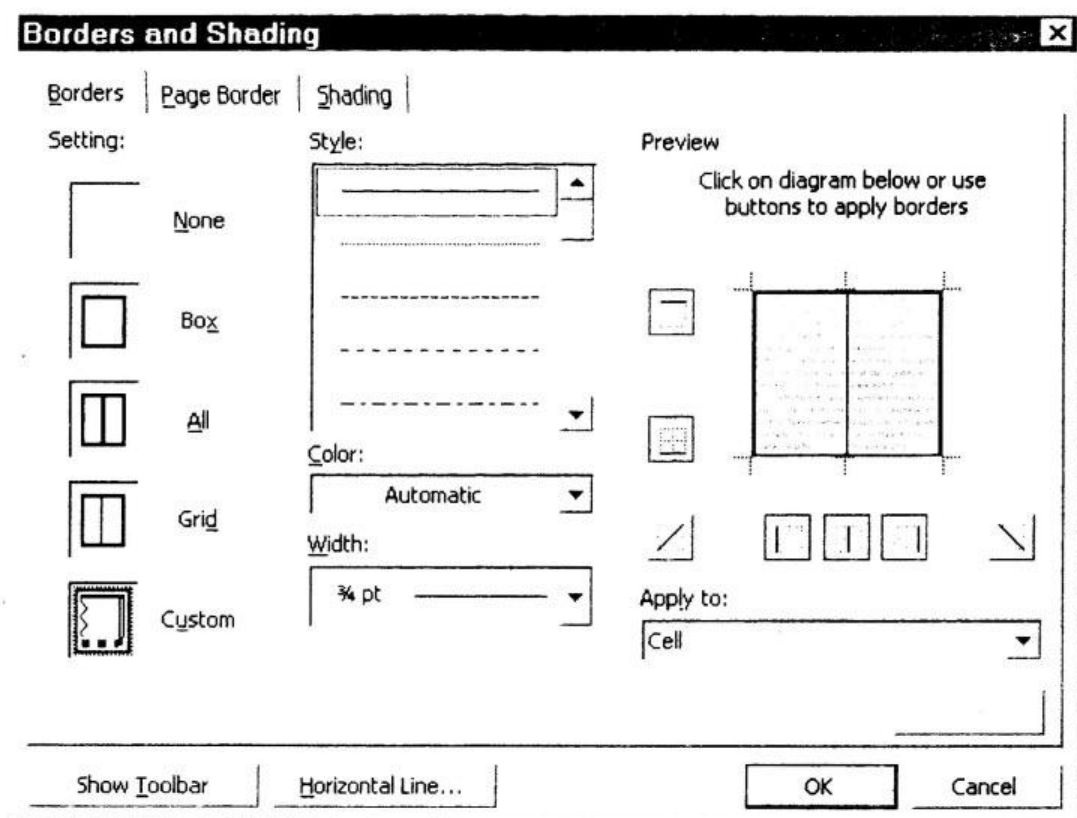 Borders and Shading
Borders Page Border Shading
Setting:
None
Box
All
Grid
Custom
Style:
Color:
Automatic
Width:
¾ pt
Preview
Click on diagram below or use
buttons to apply borders
Apply to:
Cell
Show Toolbar Horizontal Line... OK Cancel